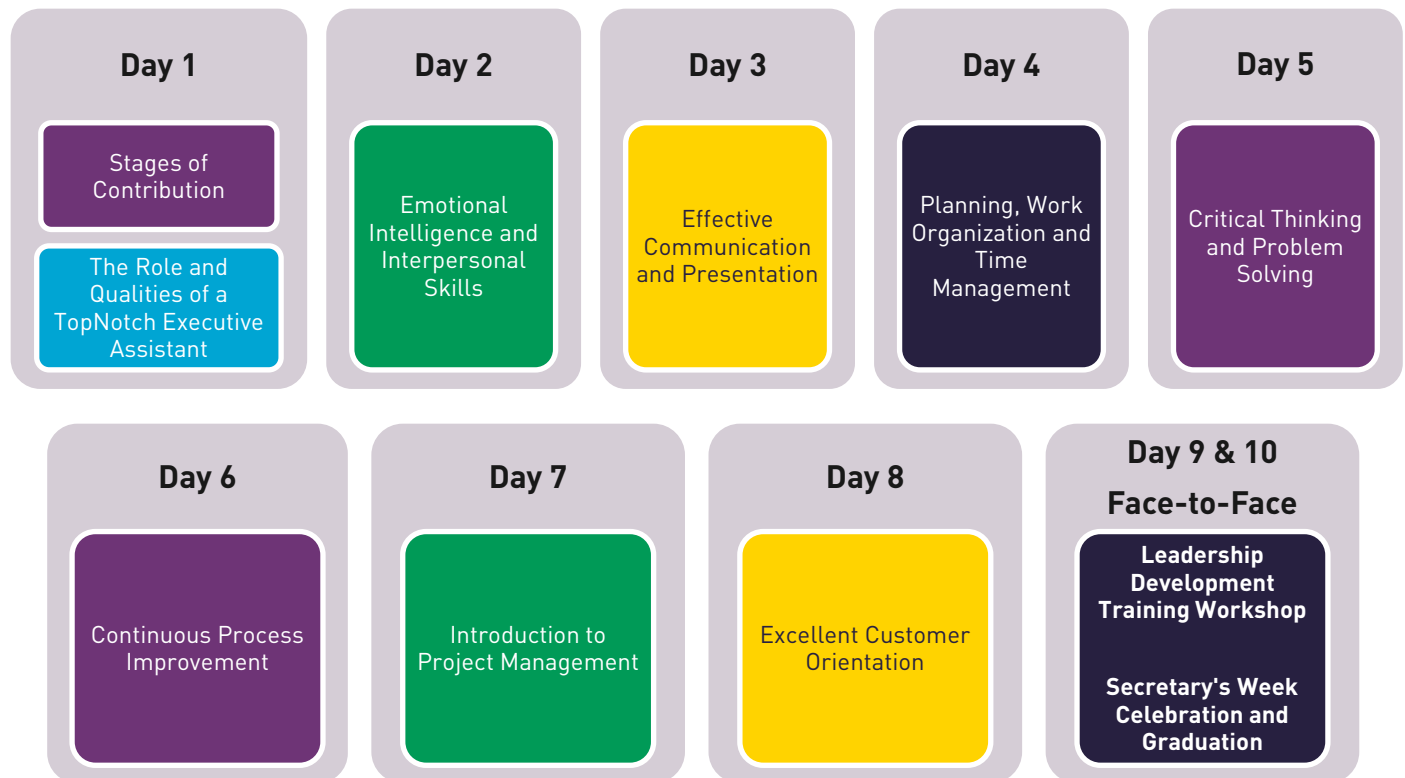 Day 1
Stages of
Contribution
The Role and
Qualities of a
TopNotch Executive
Assistant
Day 2
Emotional
Intelligence and
Interpersonal
Skills
Day 3
Effective
Communication
and Presentation
Day 4
Planning, Work
Organization and
Time
Management
Day 5
Critical Thinking
and Problem
Solving
Day 6
Continuous Process
Improvement
Day 7
Introduction to
Project Management
Day 8
Excellent Customer
Orientation
Day 9 & 10
Face-to-Face
Leadership
Development
Training Workshop
Secretary's Week
Celebration and
Graduation